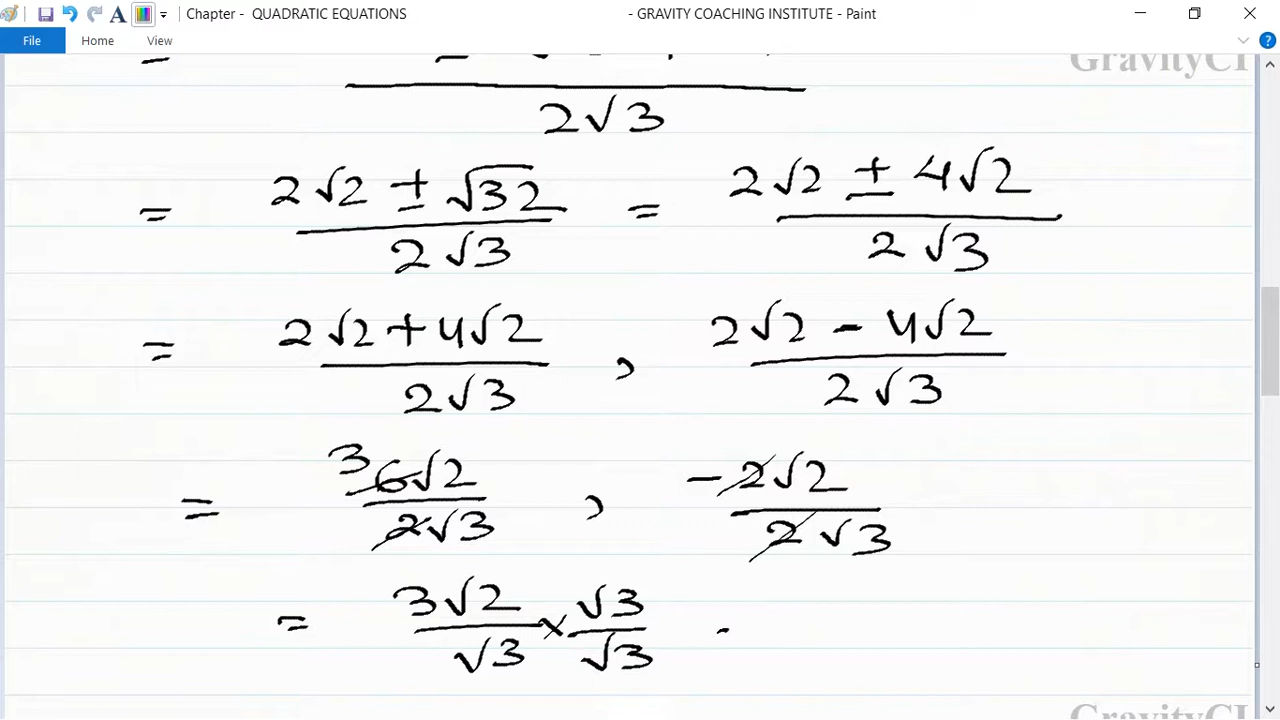 Chapter - QUADRATIC EQUATIONS - GRAVITY COACHING INSTITUTE - Paint
File Home View
GravityCI
2√3
= (2√2 ± √32)/(2√3) = (2√2 ± 4√2)/(2√3)
= (2√2 + 4√2)/(2√3) , (2√2 - 4√2)/(2√3)
3
= 6√2/2√3 , -2√2/2√3
= 3√2/√3 × √3/√3 -
GravityCI